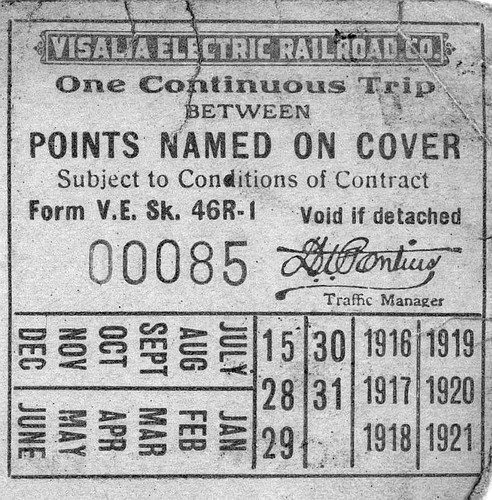 VISALIA ELECTRIC RAILROAD CO.
One Continuous Trip
BETWEEN
POINTS NAMED ON COVER
Subject to Conditions of Contract
Form V.E. Sk. 46R-1 Void if detached
00085
Traffic Manager
JULY
AUG
SEPT
OCT
NOV
DEC
JAN
FEB
MAR
APR
MAY
JUNE
15 30 1916 1919
28 31 1917 1920
29 1918 1921